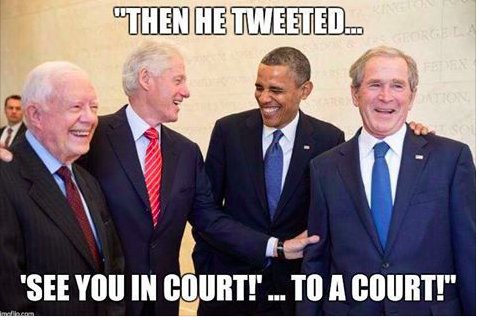 "THEN HE TWEETED...
'SEE YOU IN COURT!' ... TO A COURT!"
imgflip.com